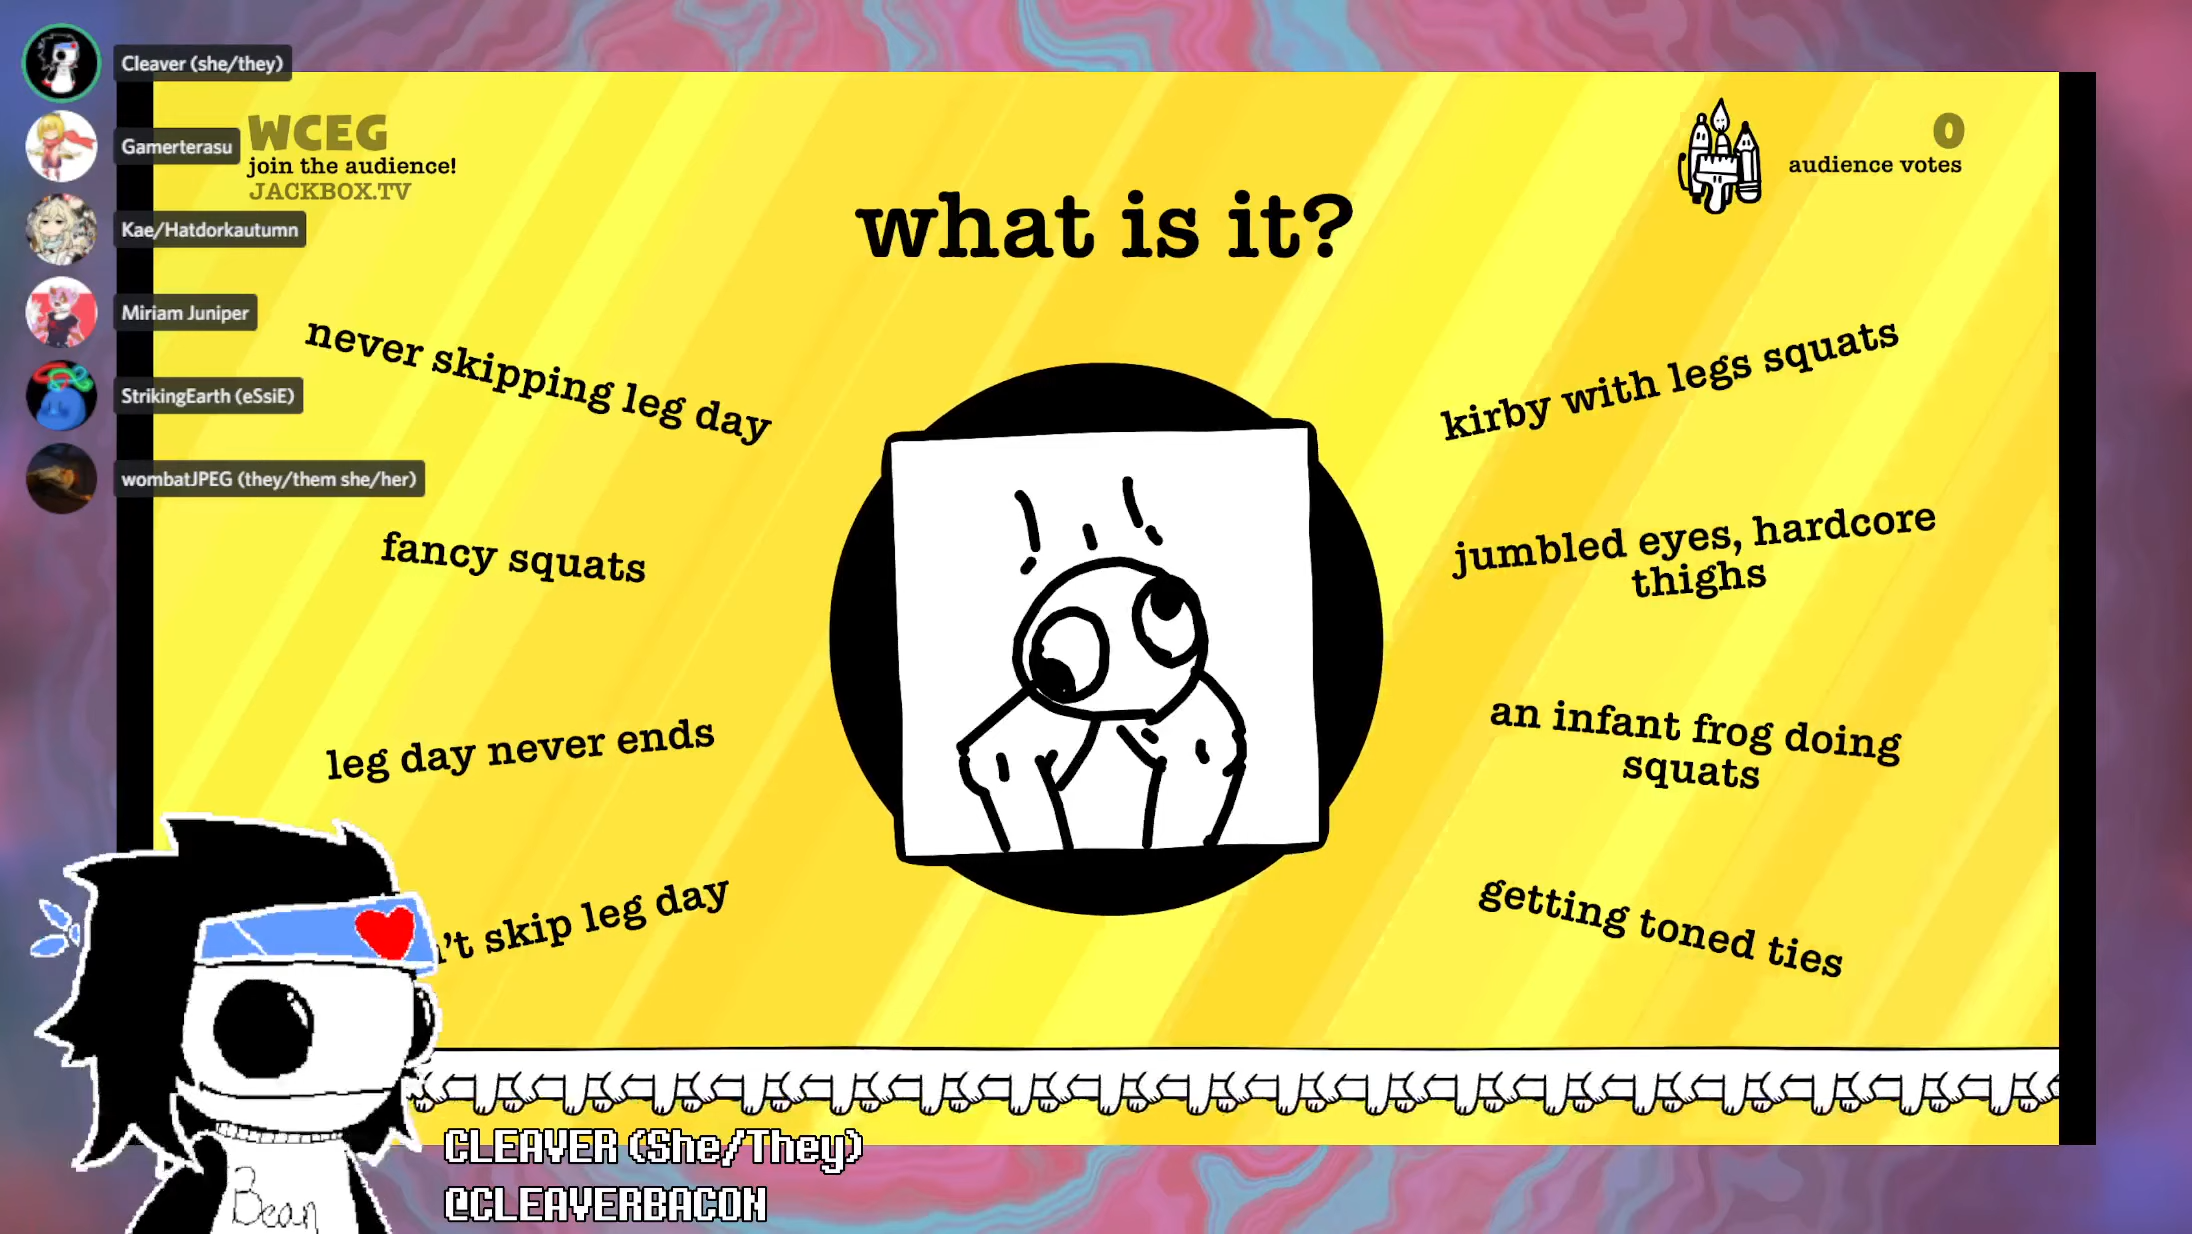 Cleaver (she/they)
Gamerterasu
Kae/Hatdorkautumn
Miriam Juniper
StrikingEarth (eSsiE)
wombatJPEG (they/them she/her)
WCEG
join the audience!
JACKBOX.TV
0
audience votes
what is it?
never skipping leg day
fancy squats
leg day never ends
't skip leg day
kirby with legs squats
jumbled eyes, hardcore
thighs
an infant frog doing
squats
getting toned ties
Bean
CLEAVER (She/They)
@CLEAVERBACON